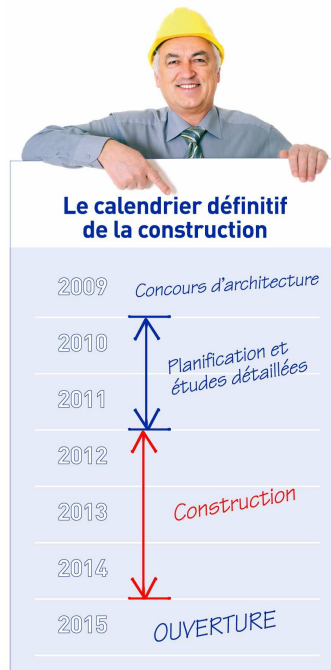 Le calendrier définitif
de la construction
2009 Concours d'architecture
2010
Planification et
études détaillées
2011
2012
2013 Construction
2014
2015 OUVERTURE